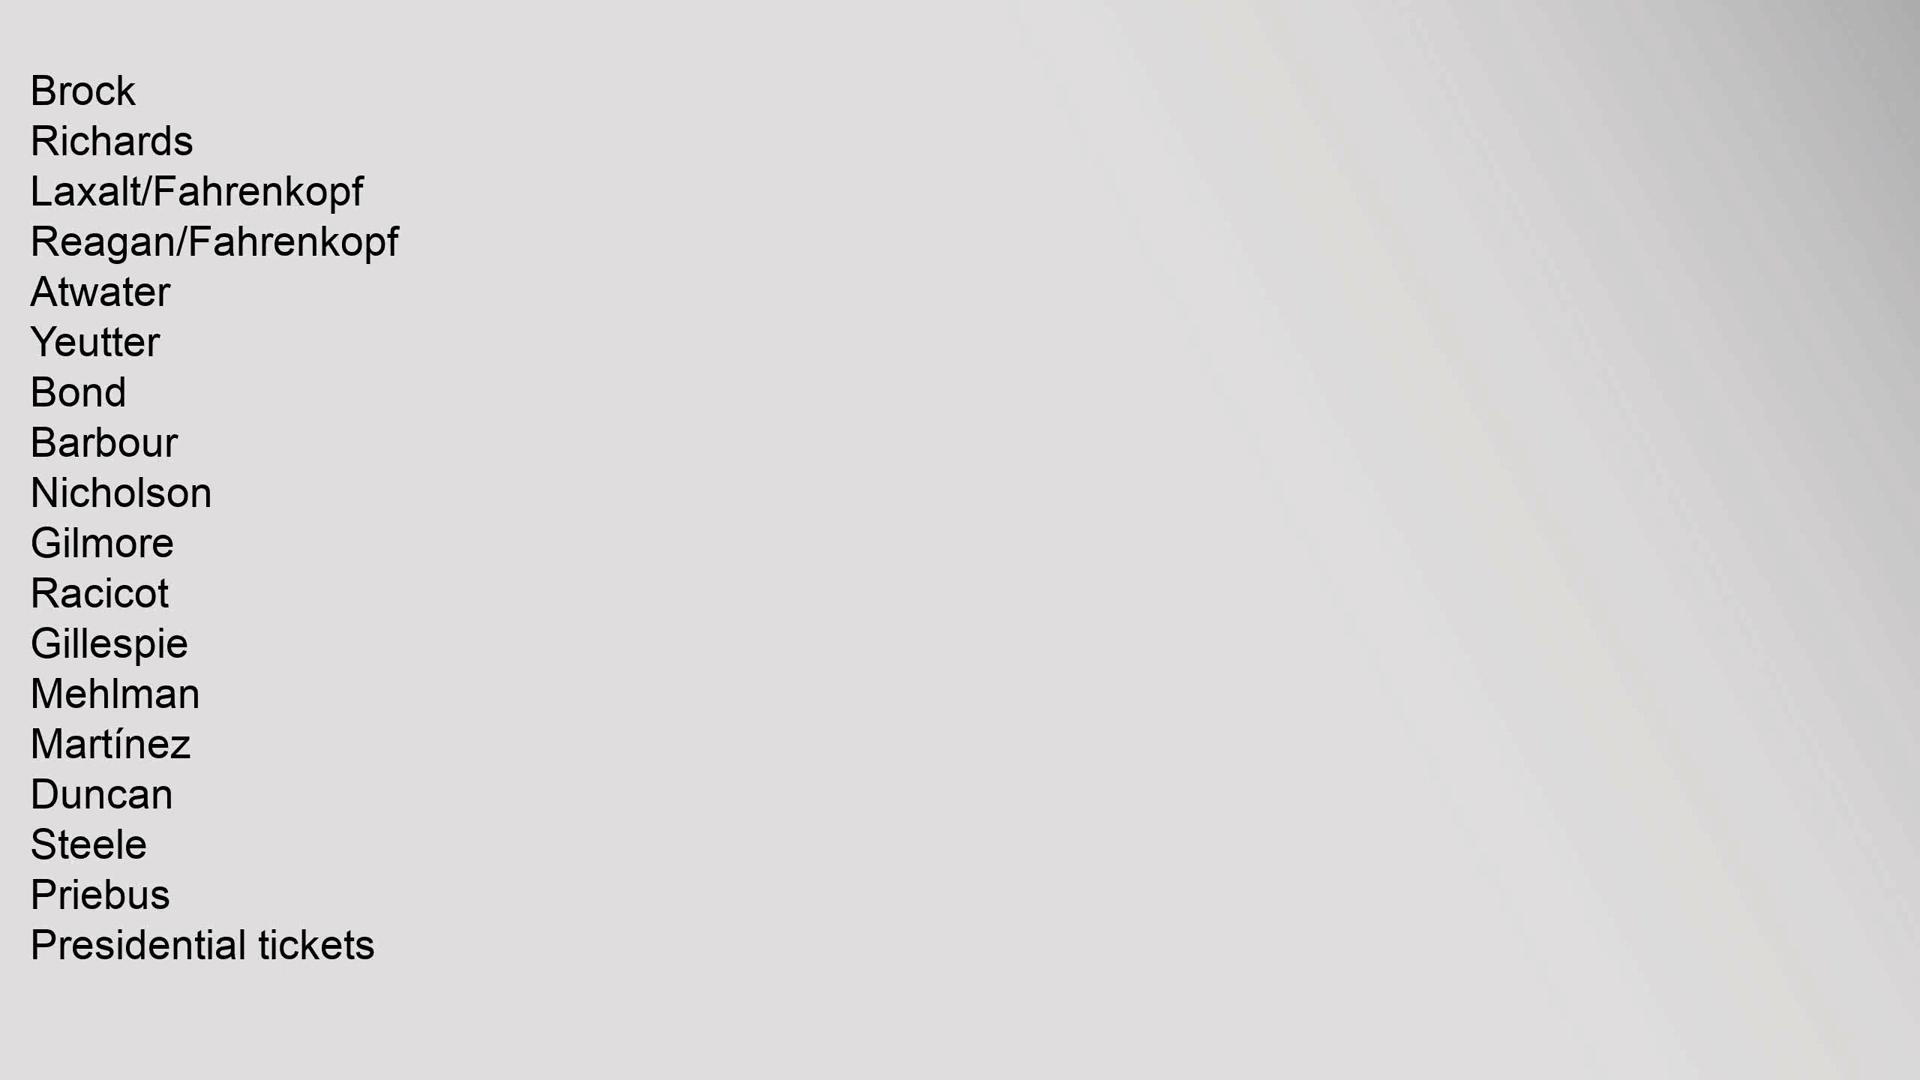 Brock
Richards
Laxalt/Fahrenkopf
Reagan/Fahrenkopf
Atwater
Yeutter
Bond
Barbour
Nicholson
Gilmore
Racicot
Gillespie
Mehlman
Martínez
Duncan
Steele
Priebus
Presidential tickets